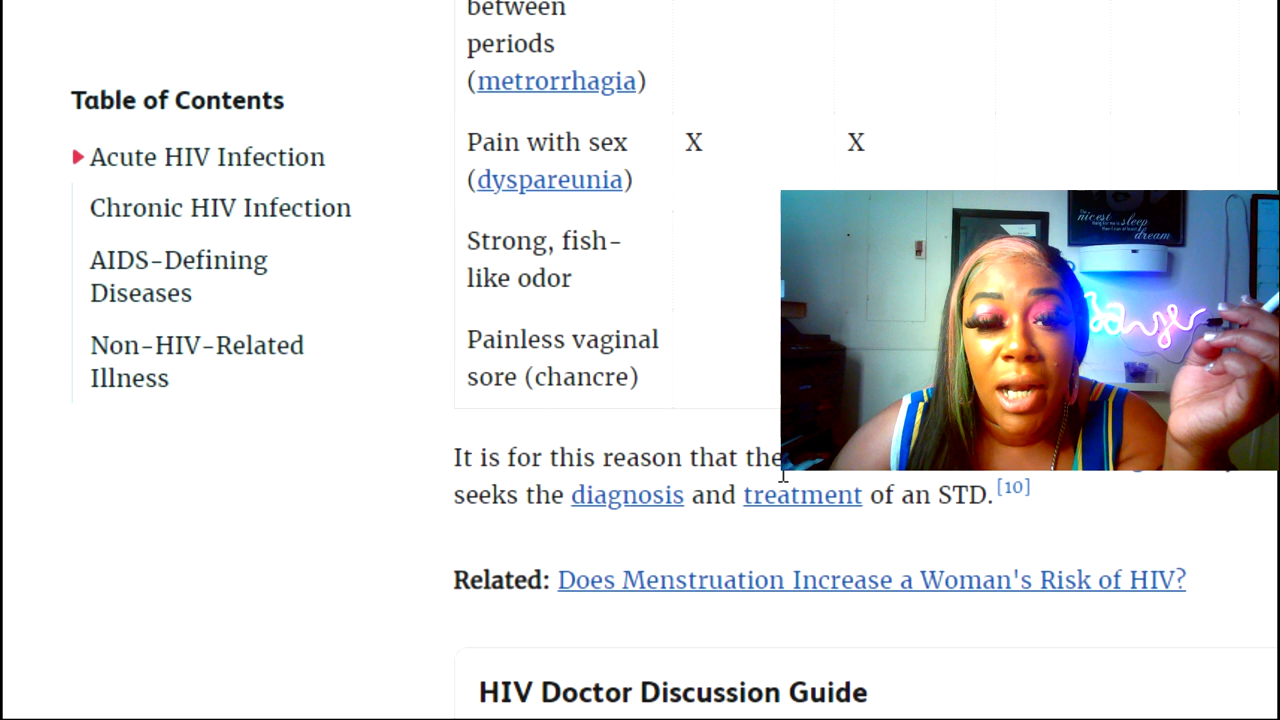 Table of Contents
Acute HIV Infection
Chronic HIV Infection
AIDS-Defining
Diseases
Non-HIV-Related
Illness
between
periods
(metrorrhagia)
Pain with sex X X
(dyspareunia)
Strong, fish-
like odor
Painless vaginal
sore (chancre)
It is for this reason that the
seeks the diagnosis and treatment of an STD.[10]
Related: Does Menstruation Increase a Woman's Risk of HIV?
HIV Doctor Discussion Guide
nicest sleep
dream